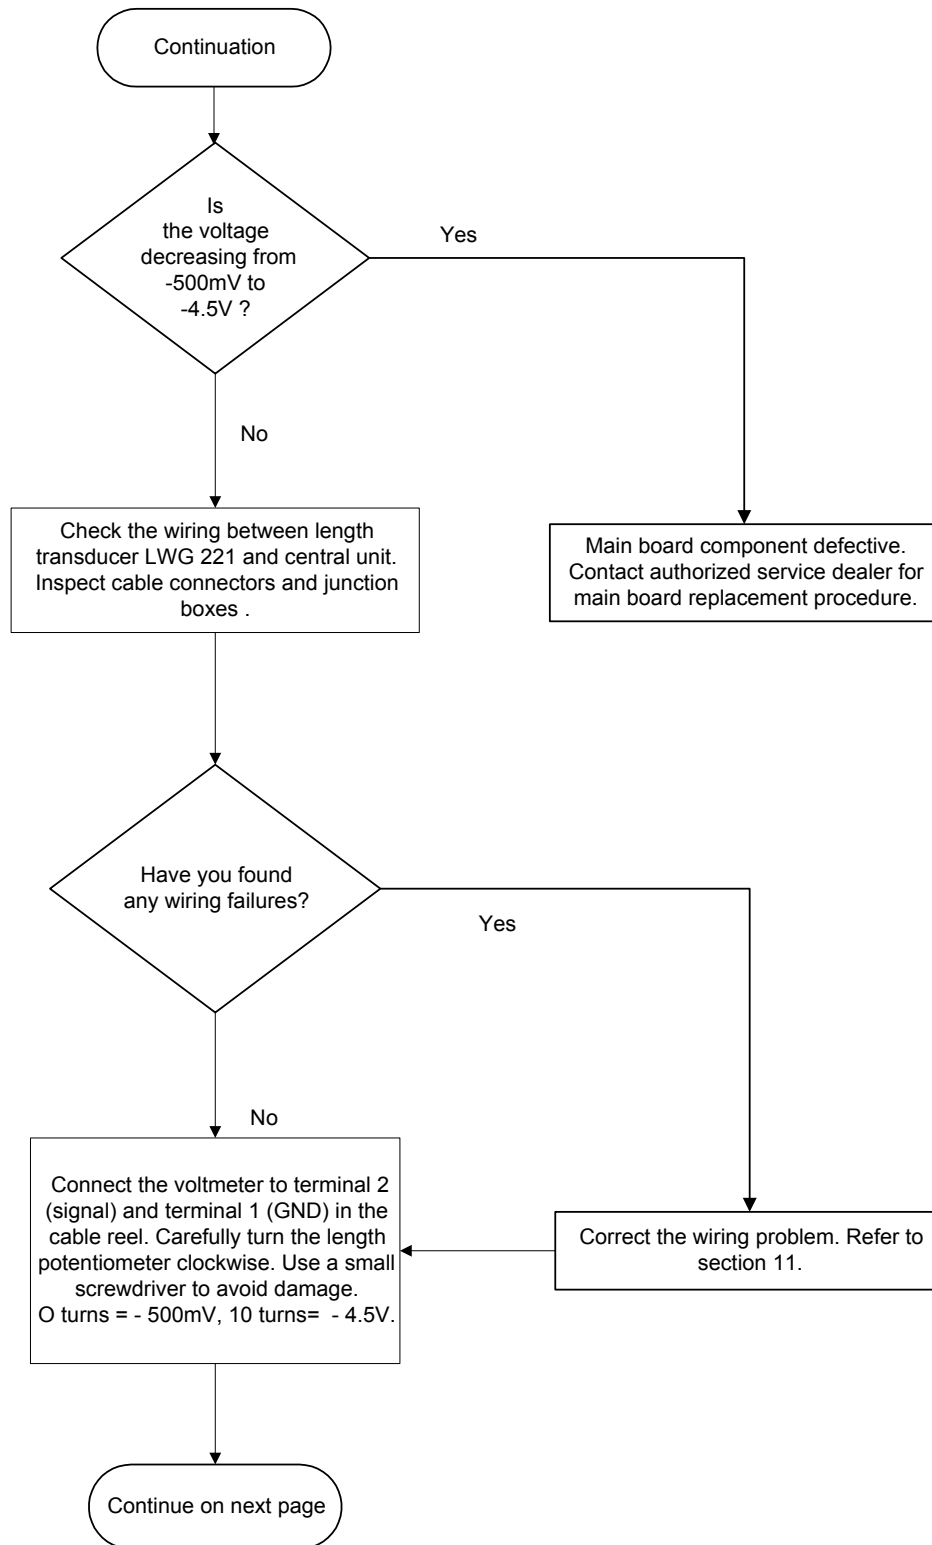 Continuation
Is
the voltage
decreasing from
-500mV to
-4.5V ?
Yes
No
Check the wiring between length
transducer LWG 221 and central unit.
Inspect cable connectors and junction
boxes .
Main board component defective.
Contact authorized service dealer for
main board replacement procedure.
Have you found
any wiring failures?
Yes
No
Connect the voltmeter to terminal 2
(signal) and terminal 1 (GND) in the
cable reel. Carefully turn the length
potentiometer clockwise. Use a small
screwdriver to avoid damage.
O turns = - 500mV, 10 turns=  - 4.5V.
Correct the wiring problem. Refer to
section 11.
Continue on next page